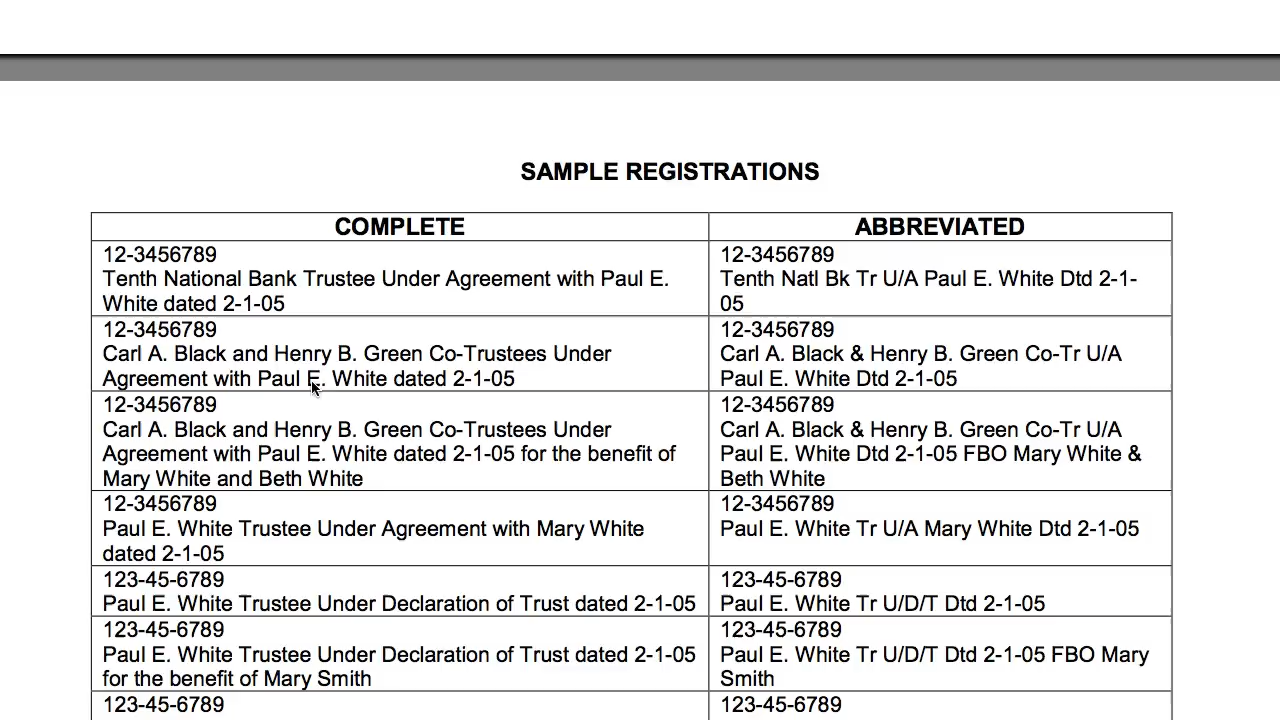 SAMPLE REGISTRATIONS
COMPLETE
ABBREVIATED
12-3456789
Tenth National Bank Trustee Under Agreement with Paul E.
White dated 2-1-05
12-3456789
Tenth Natl Bk Tr U/A Paul E. White Dtd 2-1-
05
12-3456789
Carl A. Black and Henry B. Green Co-Trustees Under
Agreement with Paul E. White dated 2-1-05
12-3456789
Carl A. Black & Henry B. Green Co-Tr U/A
Paul E. White Dtd 2-1-05
12-3456789
Carl A. Black and Henry B. Green Co-Trustees Under
Agreement with Paul E. White dated 2-1-05 for the benefit of
Mary White and Beth White
12-3456789
Carl A. Black & Henry B. Green Co-Tr U/A
Paul E. White Dtd 2-1-05 FBO Mary White &
Beth White
12-3456789
Paul E. White Trustee Under Agreement with Mary White
dated 2-1-05
12-3456789
Paul E. White Tr U/A Mary White Dtd 2-1-05
123-45-6789
Paul E. White Trustee Under Declaration of Trust dated 2-1-05
123-45-6789
Paul E. White Tr U/D/T Dtd 2-1-05
123-45-6789
Paul E. White Trustee Under Declaration of Trust dated 2-1-05
for the benefit of Mary Smith
123-45-6789
Paul E. White Tr U/D/T Dtd 2-1-05 FBO Mary
Smith
123-45-6789
123-45-6789